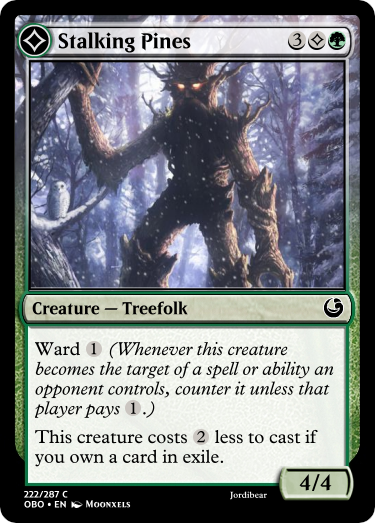 Stalking Pines 3
Creature — Treefolk
Ward 1 (Whenever this creature
becomes the target of a spell or ability an
opponent controls, counter it unless that
player pays 1.)
This creature costs 2 less to cast if
you own a card in exile.
4/4
222/287 C
OBO • EN Moonxels
Jordibear